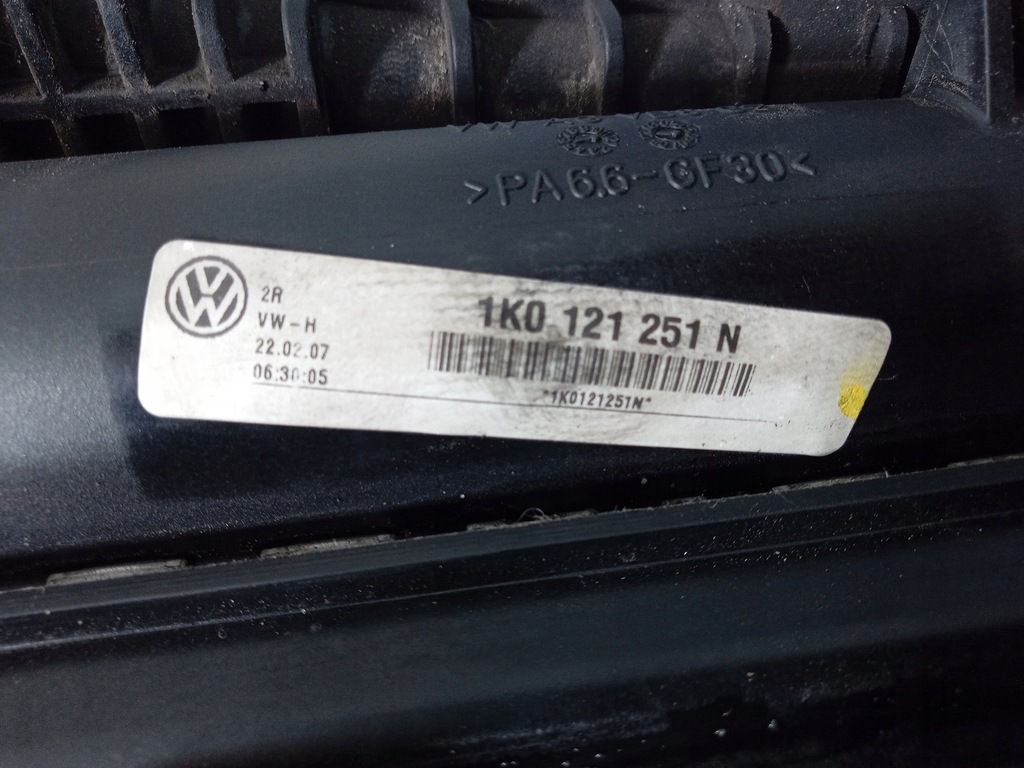 >PA6.6-GF30<
2R
VW-H
22.02.07
06:30:05
1K0 121 251 N
*1K0121251N*